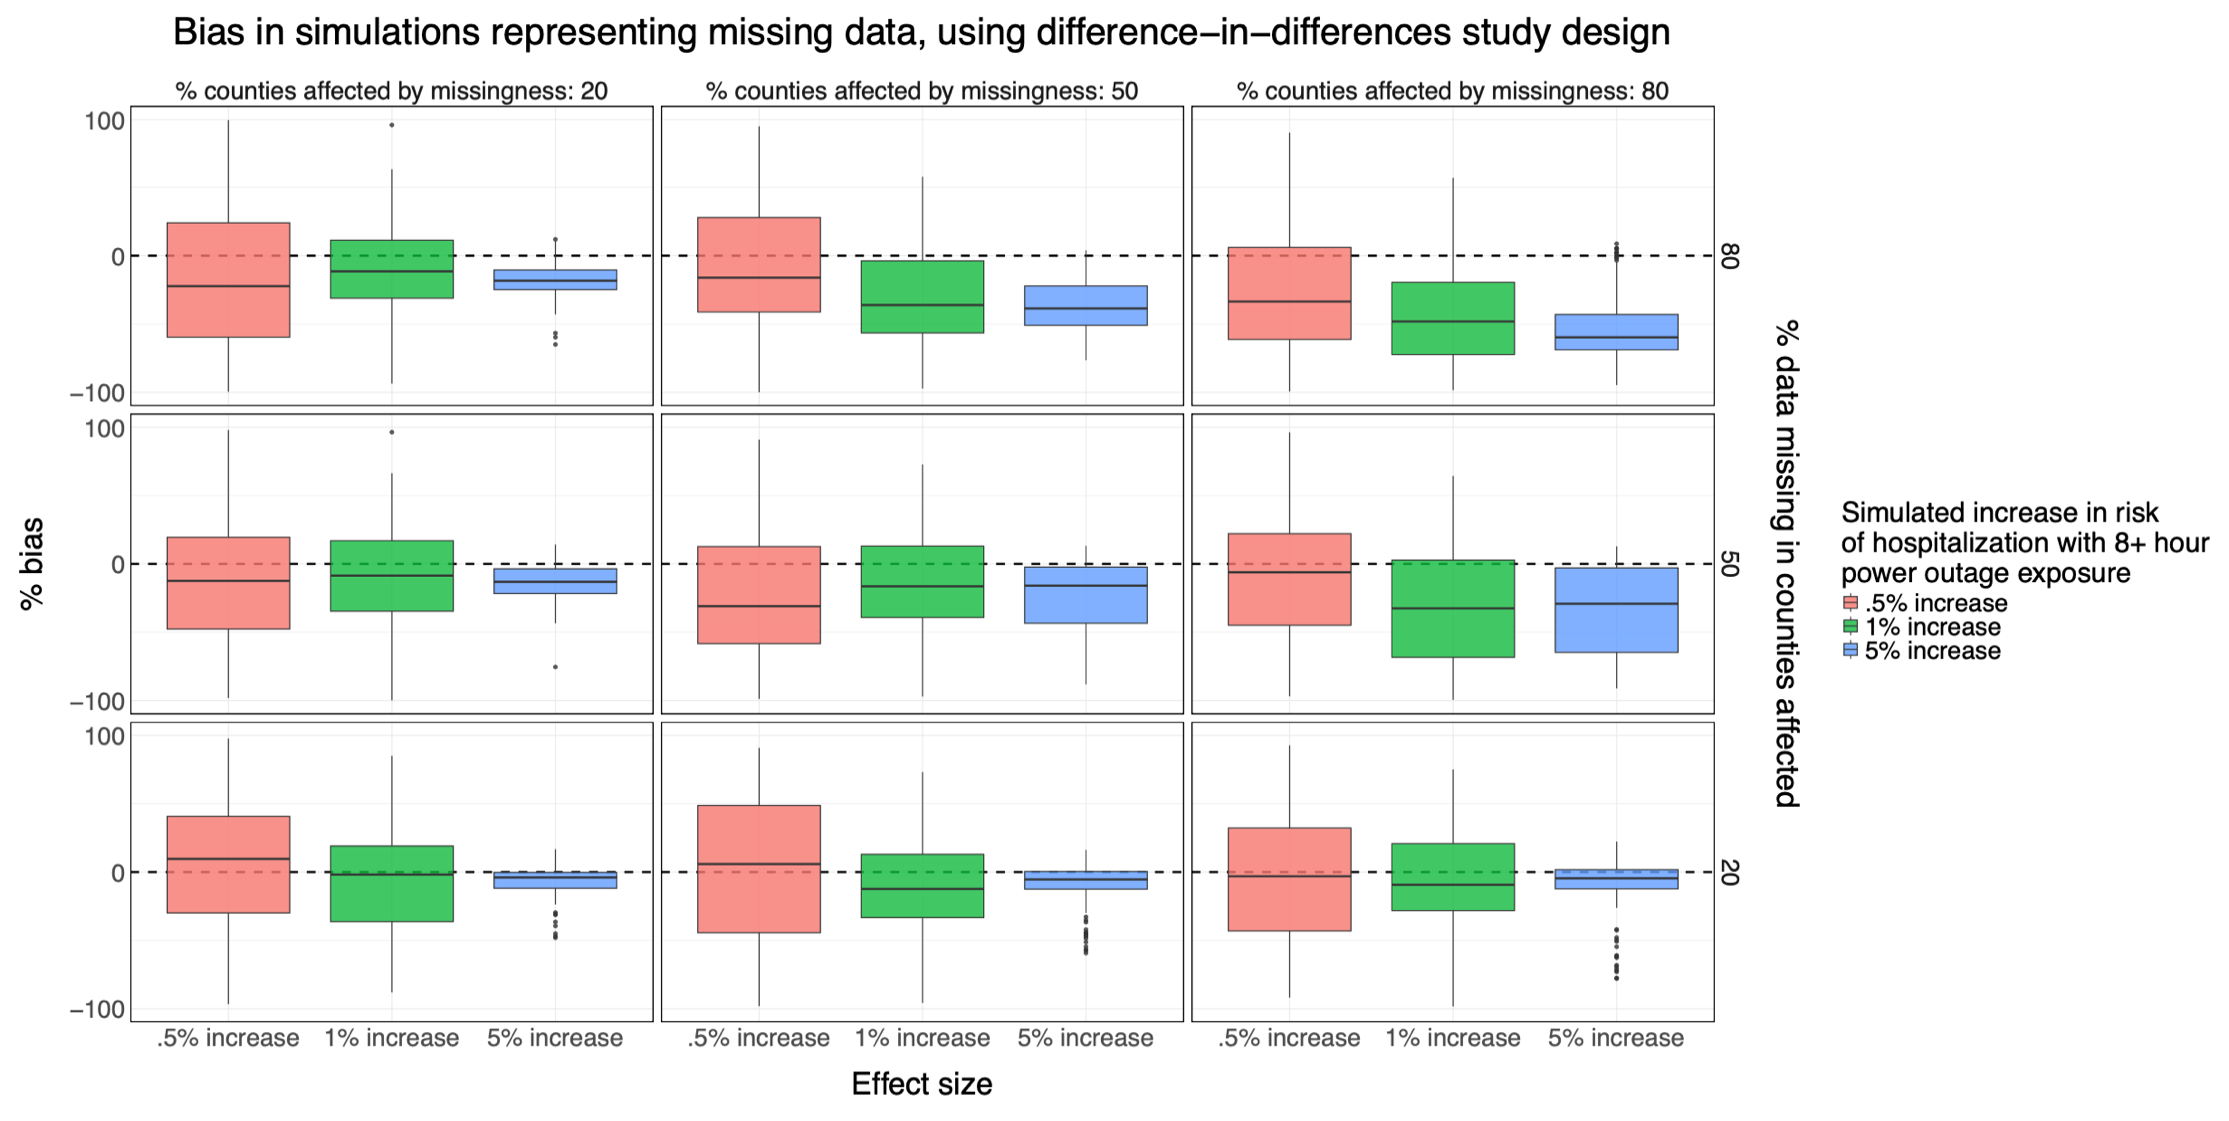 Bias in simulations representing missing data, using difference−in−differences study design
% counties affected by missingness: 20
% counties affected by missingness: 50
% counties affected by missingness: 80
100
0
−100
80
100
0
−100
50
100
0
−100
20
% bias
% data missing in counties affected
.5% increase
1% increase
5% increase
.5% increase
1% increase
5% increase
.5% increase
1% increase
5% increase
Effect size
Simulated increase in risk
of hospitalization with 8+ hour
power outage exposure
.5% increase
1% increase
5% increase